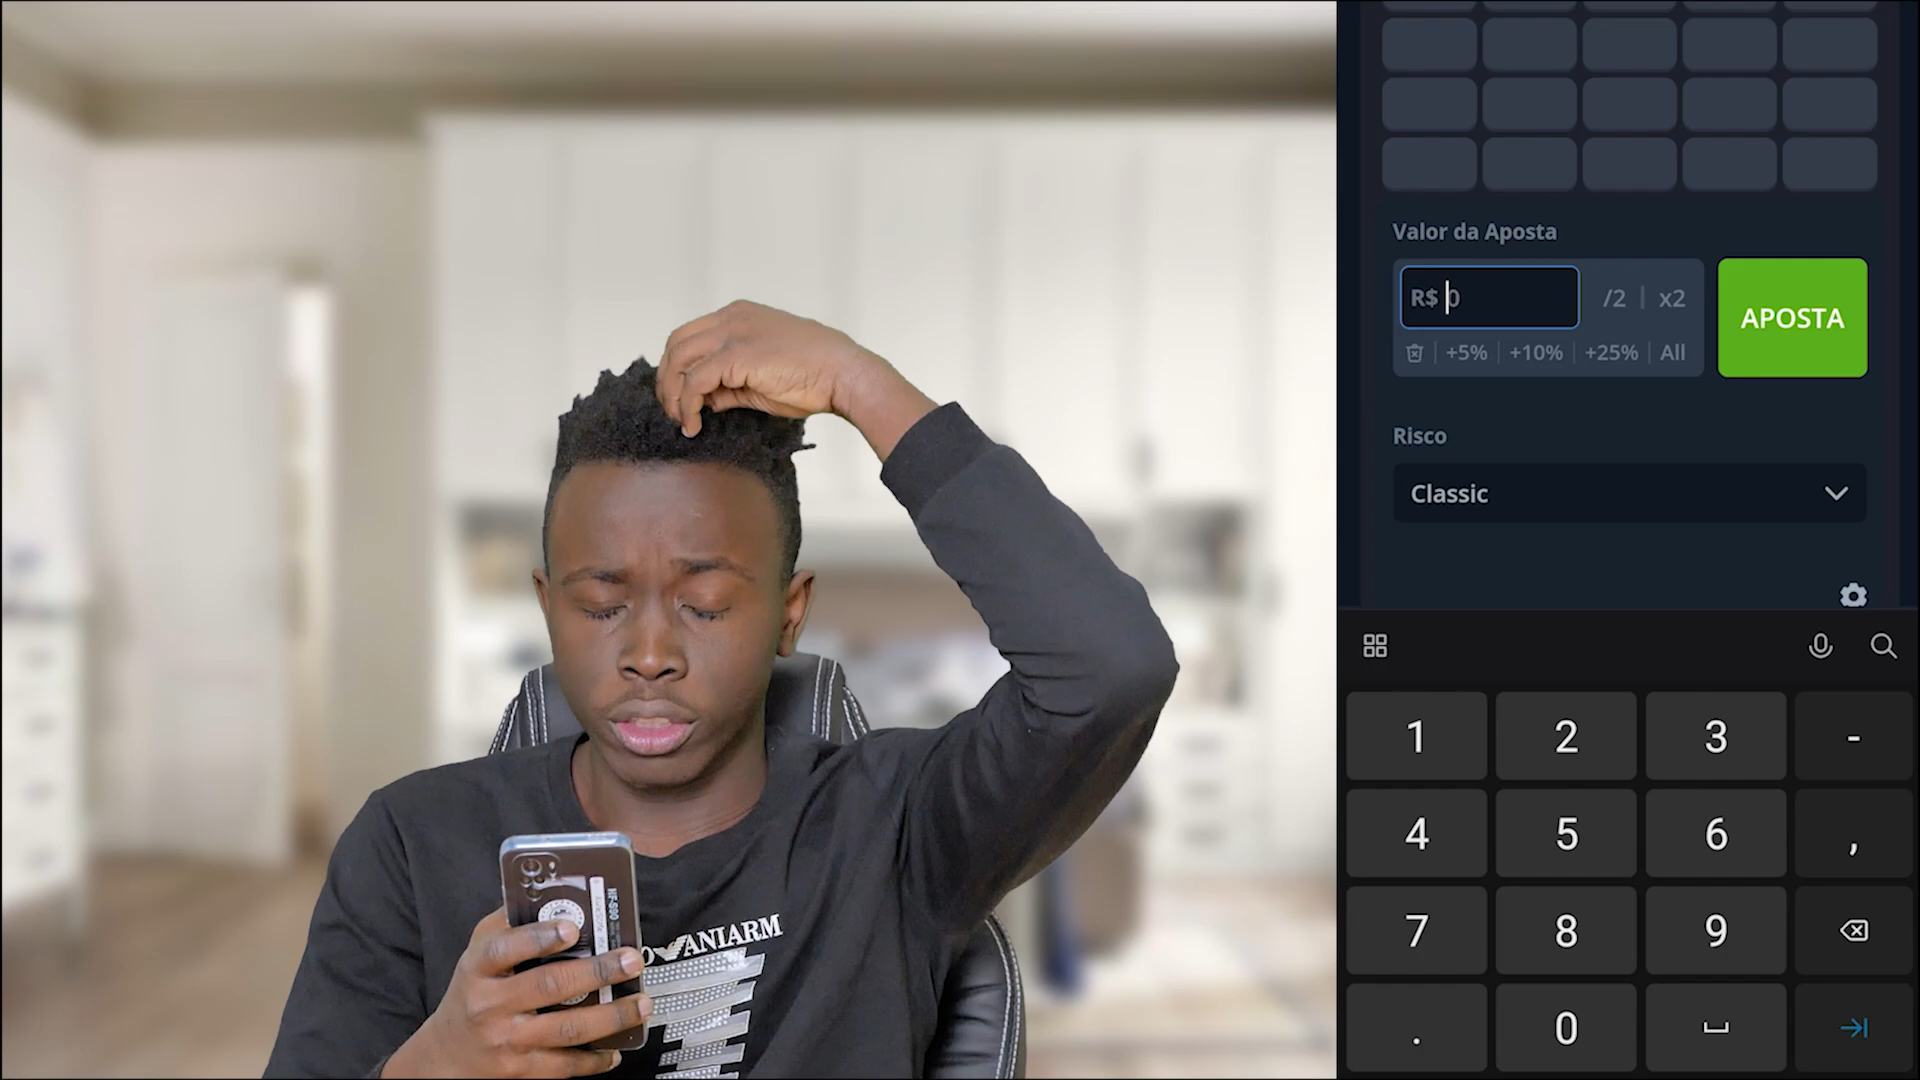 Valor da Aposta
R$ 0
/2 | x2
APOSTA
+5% | +10% | +25% | All
Risco
Classic
1 2 3 -
4 5 6 ,
7 8 9
. 0
ANIARM